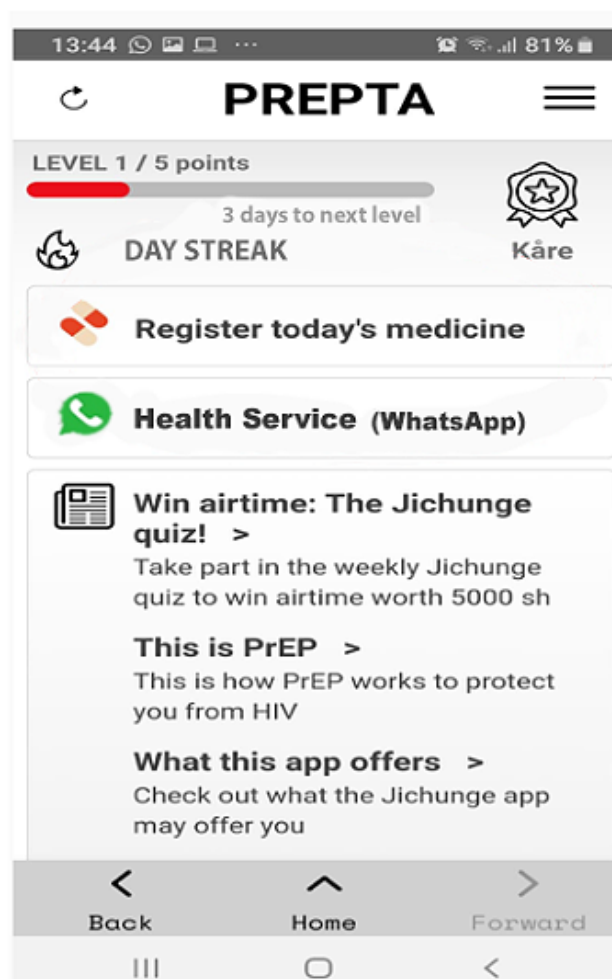 13:44 ... 81%
PREPTA
LEVEL 1 / 5 points
3 days to next level
DAY STREAK
Kåre
Register today's medicine
Health Service (WhatsApp)
Win airtime: The Jichunge
quiz! >
Take part in the weekly Jichunge
quiz to win airtime worth 5000 sh
This is PrEP >
This is how PrEP works to protect
you from HIV
What this app offers >
Check out what the Jichunge app
may offer you
Back Home Forward